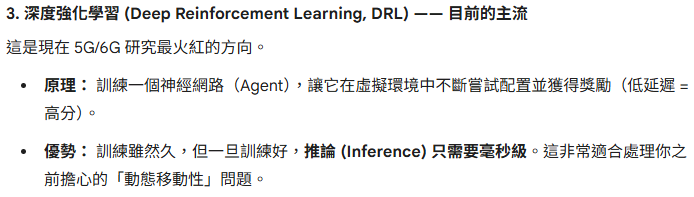 3. 深度強化學習 (Deep Reinforcement Learning, DRL) —— 目前的主流
這是現在 5G/6G 研究最火紅的方向。
• 原理： 訓練一個神經網路（Agent），讓它在虛擬環境中不斷嘗試配置並獲得獎勵（低延遲 =
高分）。
• 優勢： 訓練雖然久，但一旦訓練好，推論 (Inference) 只需要毫秒級。這非常適合處理你之
前擔心的「動態移動性」問題。